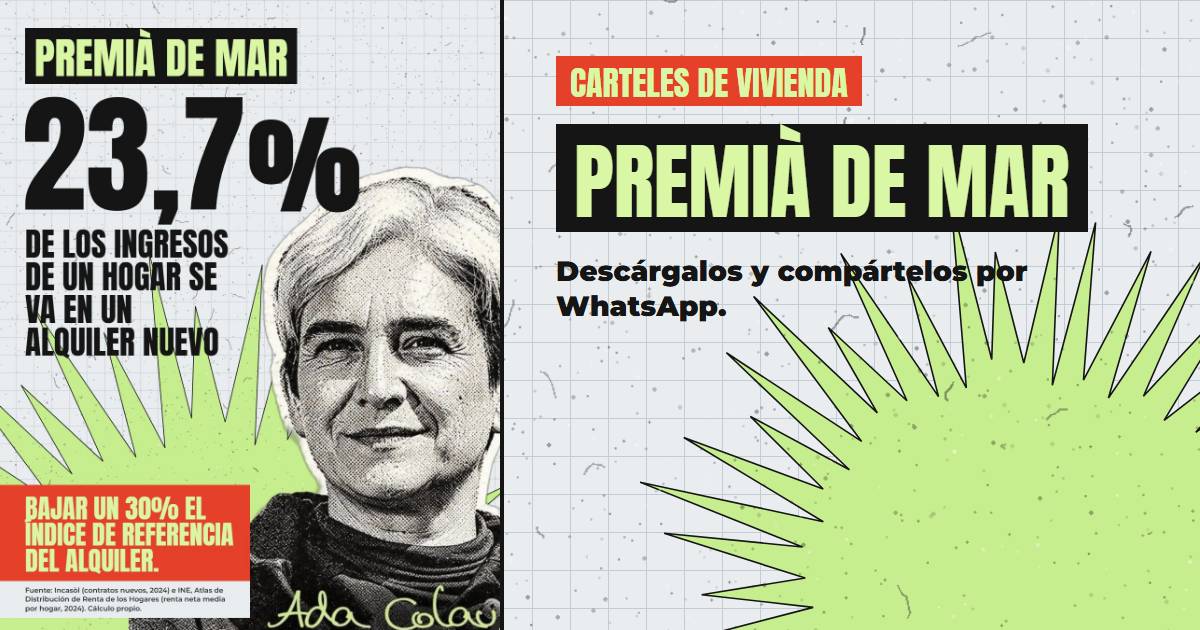 PREMIÀ DE MAR
23,7%
DE LOS INGRESOS
DE UN HOGAR SE
VA EN UN
ALQUILER NUEVO
BAJAR UN 30% EL
ÍNDICE DE REFERENCIA
DEL ALQUILER.
Fuente: Incasòl (contratos nuevos, 2024) e INE, Atlas de
Distribución de Renta de los Hogares (renta neta media
por hogar, 2024). Cálculo propio.
Ada Colau
CARTELES DE VIVIENDA
PREMIÀ DE MAR
Descárgalos y compártelos por
WhatsApp.